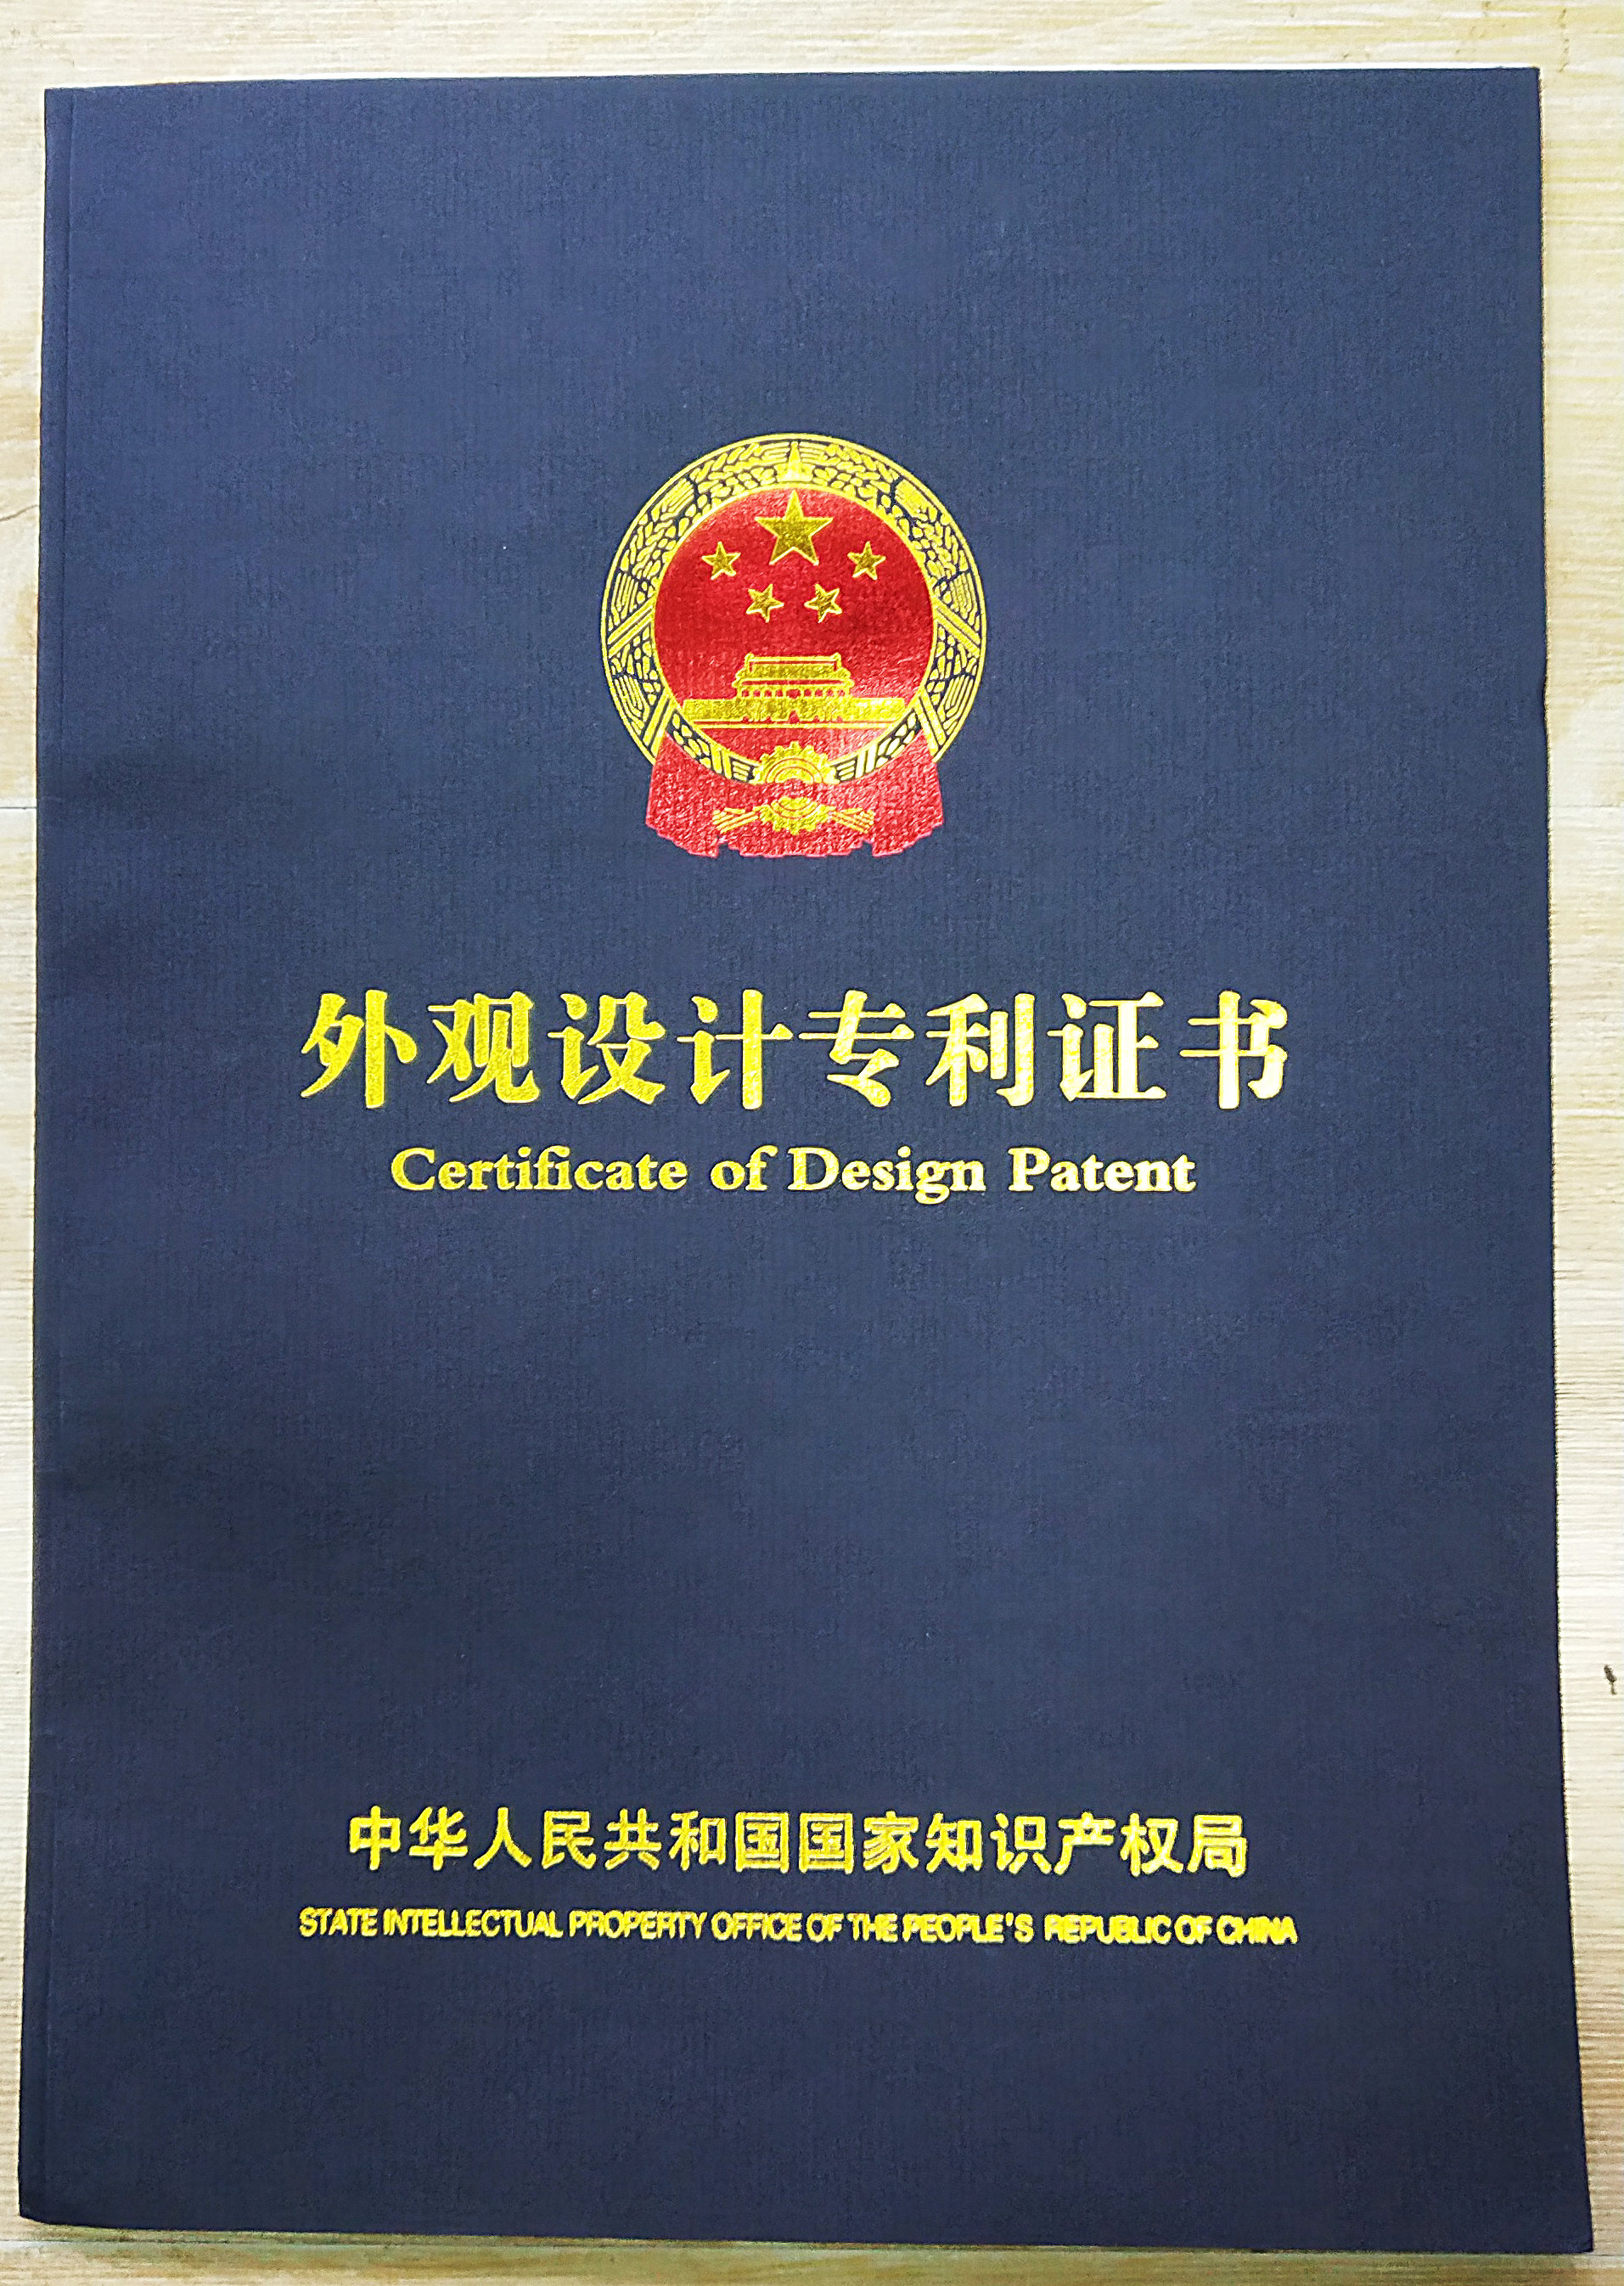 外观设计专利证书
Certificate of Design Patent
中华人民共和国国家知识产权局
STATE INTELLECTUAL PROPERTY OFFICE OF THE PEOPLE'S REPUBLIC OF CHINA